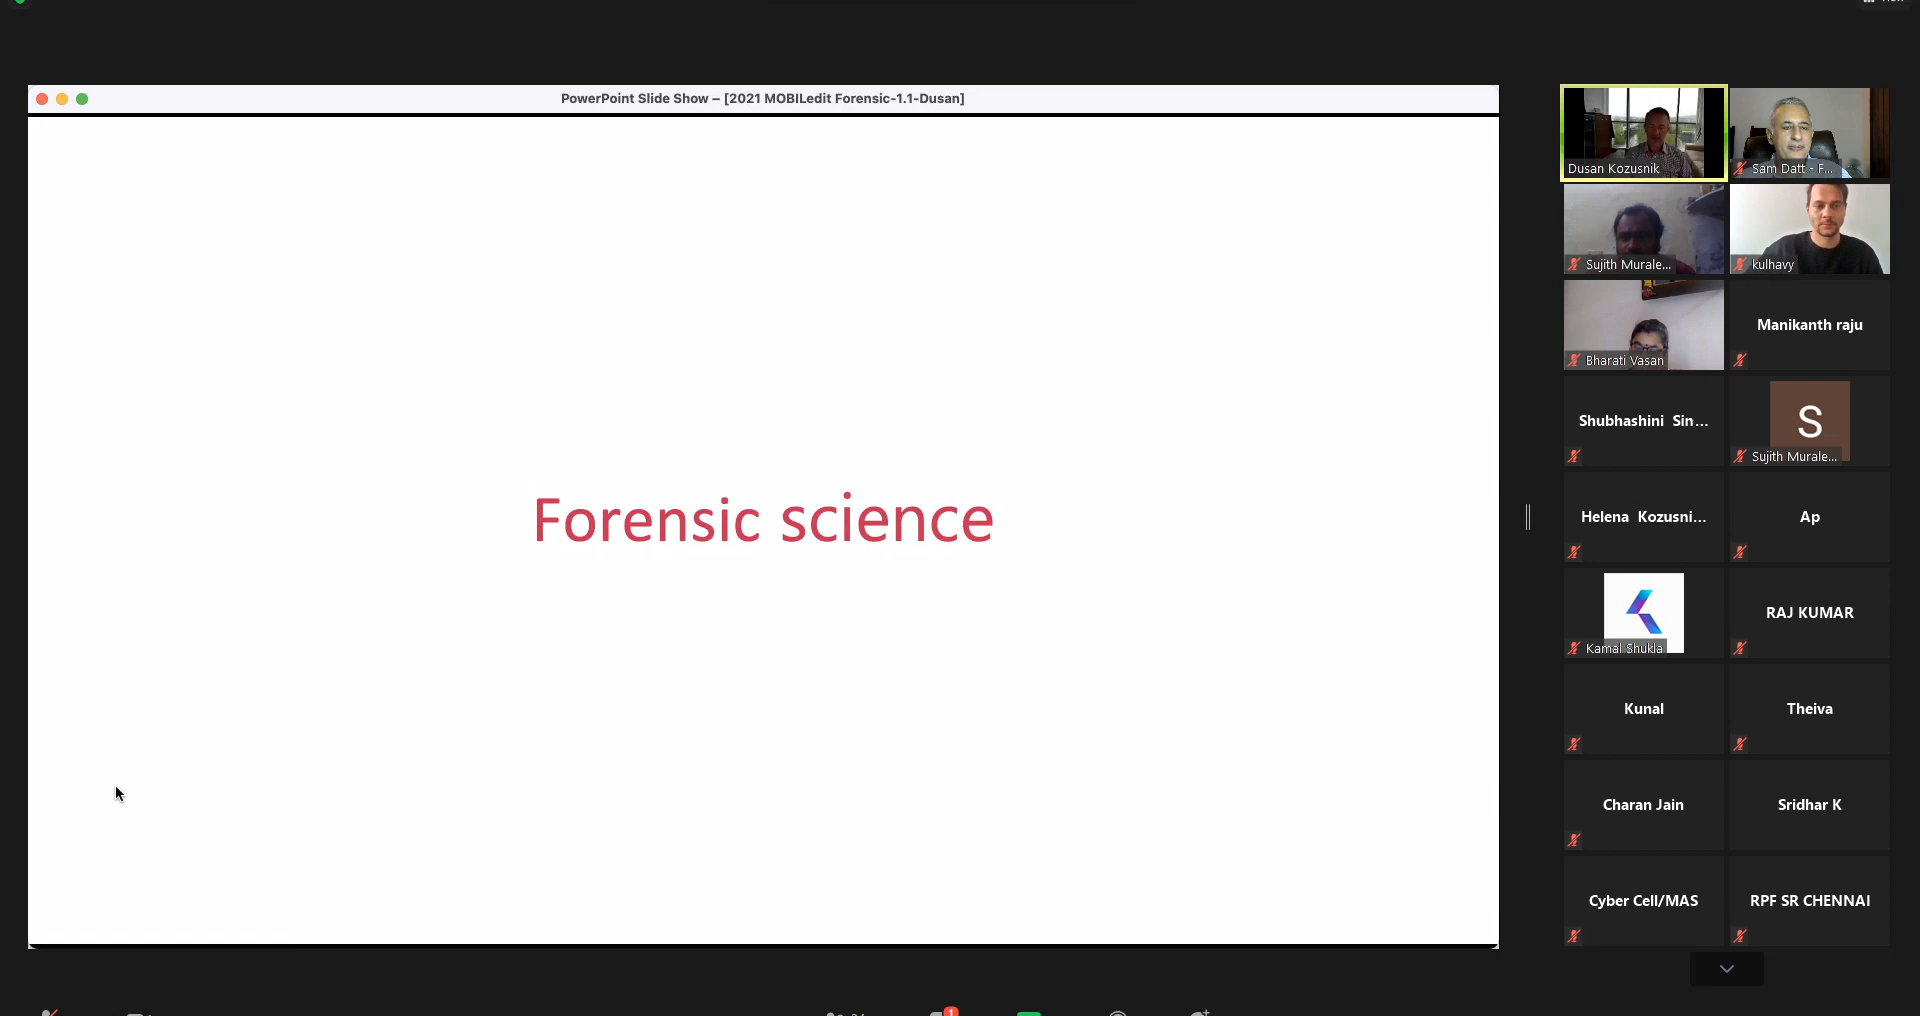 PowerPoint Slide Show – [2021 MOBILedit Forensic-1.1-Dusan]
Forensic science
Dusan Kozusnik
Sam Datt - F...
Sujith Murale...
kulhavy
Bharati Vasan
Manikanth raju
Shubhashini Sin...
S
Sujith Murale...
Helena Kozusni...
Ap
Kamal Shukla
RAJ KUMAR
Kunal
Theiva
Charan Jain
Sridhar K
Cyber Cell/MAS
RPF SR CHENNAI
1